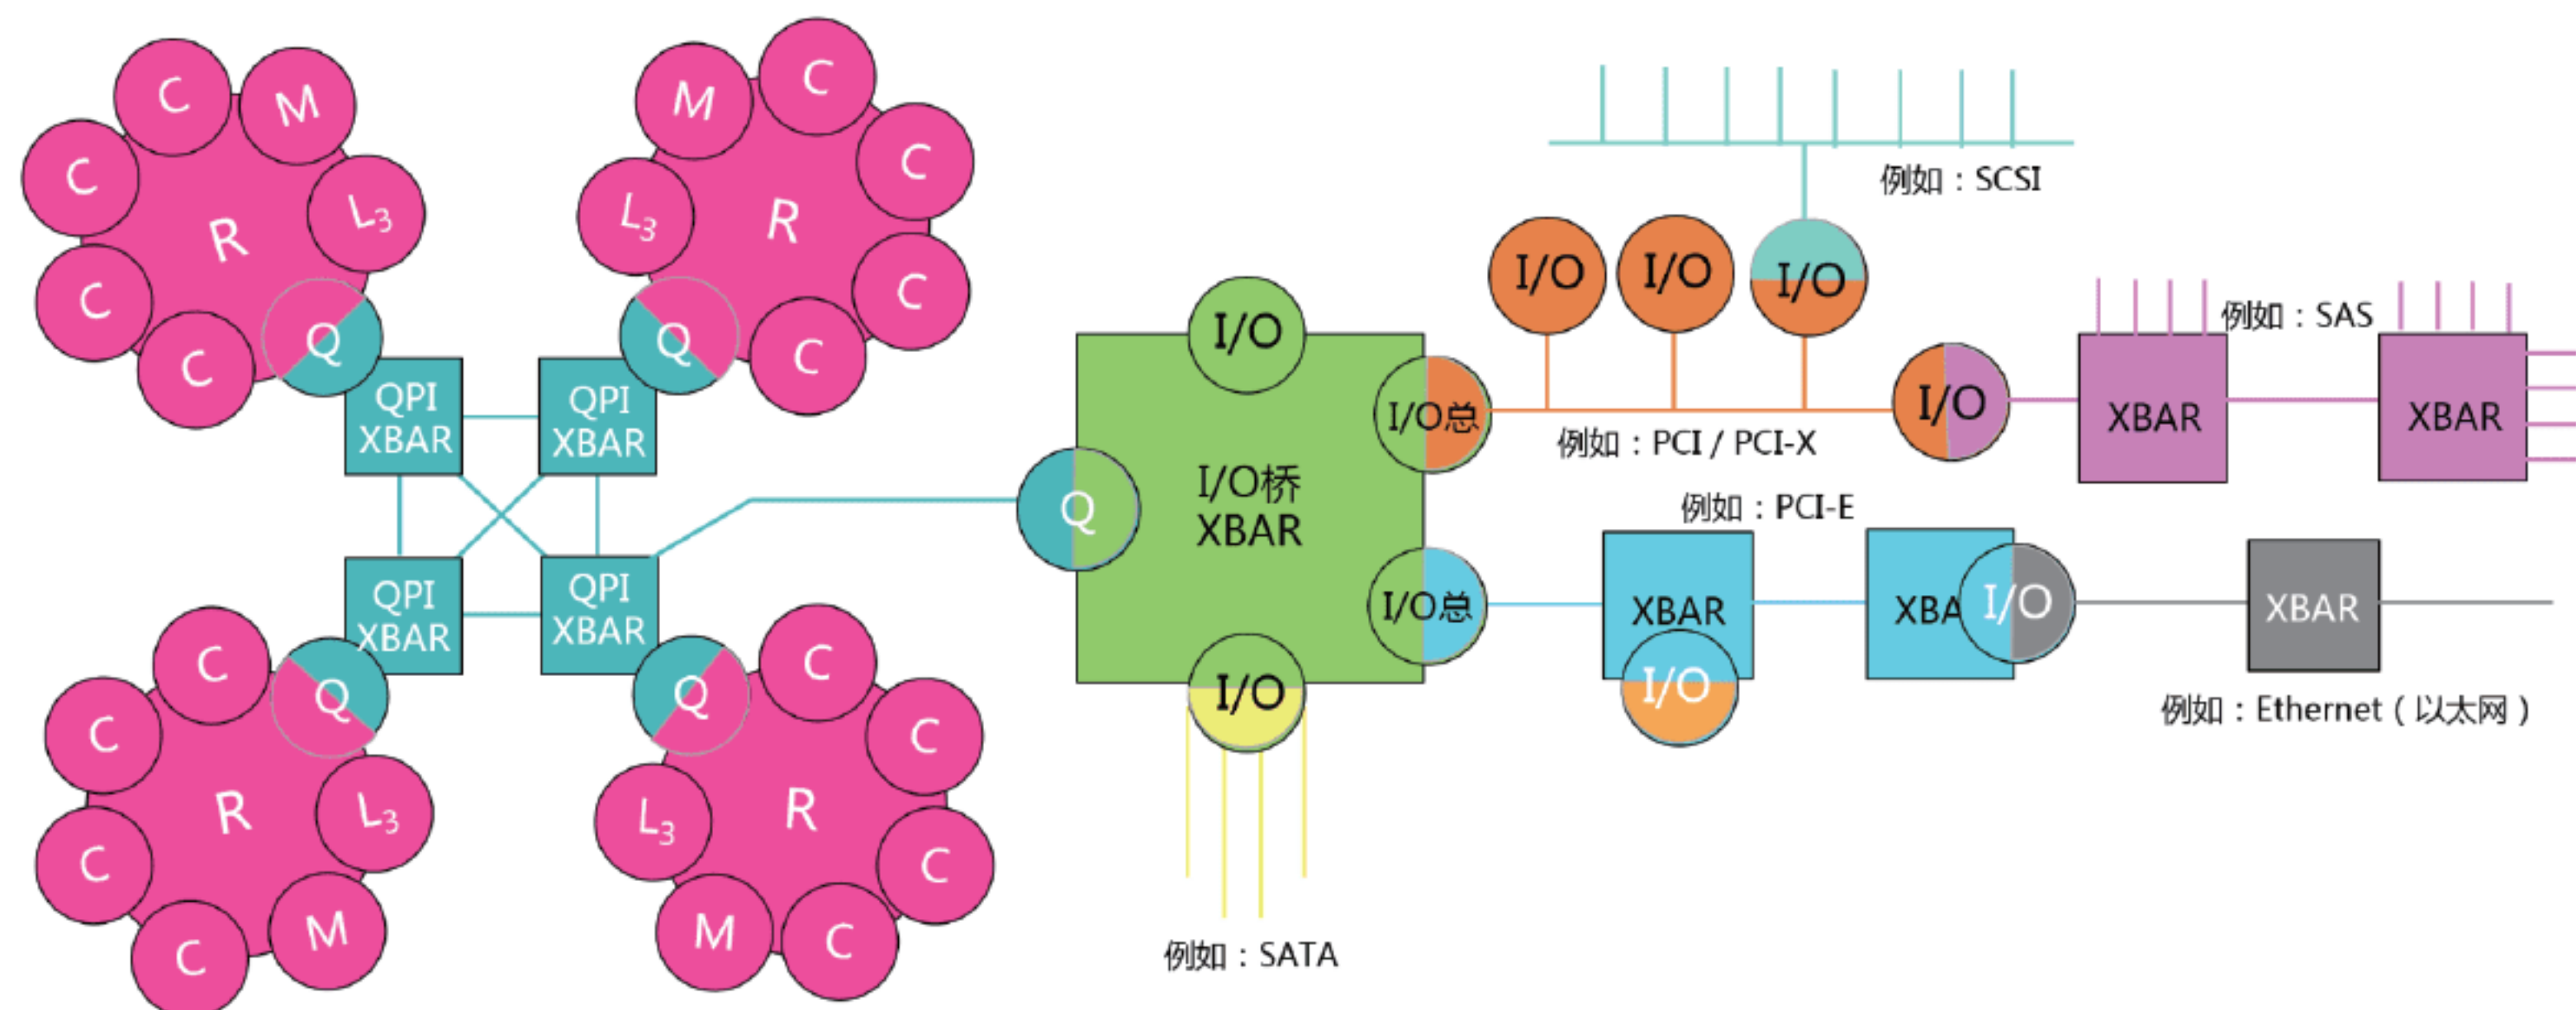 C
M
C
L3
R
C
Q
C
M
C
C
L3
R
C
Q
C
QPI
XBAR
QPI
XBAR
QPI
XBAR
QPI
XBAR
C
Q
C
L3
R
C
M
C
Q
C
C
L3
R
C
M
C
Q
I/O
I/O桥
XBAR
I/O总
I/O总
I/O
例如：SATA
例如：SCSI
I/O
I/O
I/O
例如：PCI / PCI-X
I/O
例如：SAS
XBAR
XBAR
例如：PCI-E
XBAR
I/O
XBA
I/O
XBAR
例如：Ethernet（以太网）